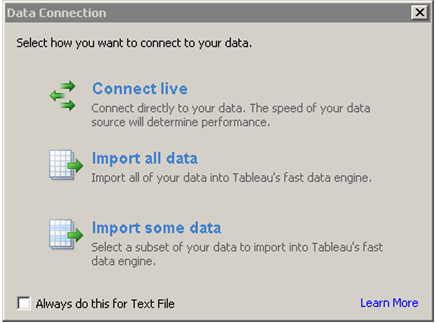 Data Connection
Select how you want to connect to your data.
Connect live
Connect directly to your data. The speed of your data
source will determine performance.
Import all data
Import all of your data into Tableau's fast data engine.
Import some data
Select a subset of your data to import into Tableau's fast
data engine.
Always do this for Text File
Learn More